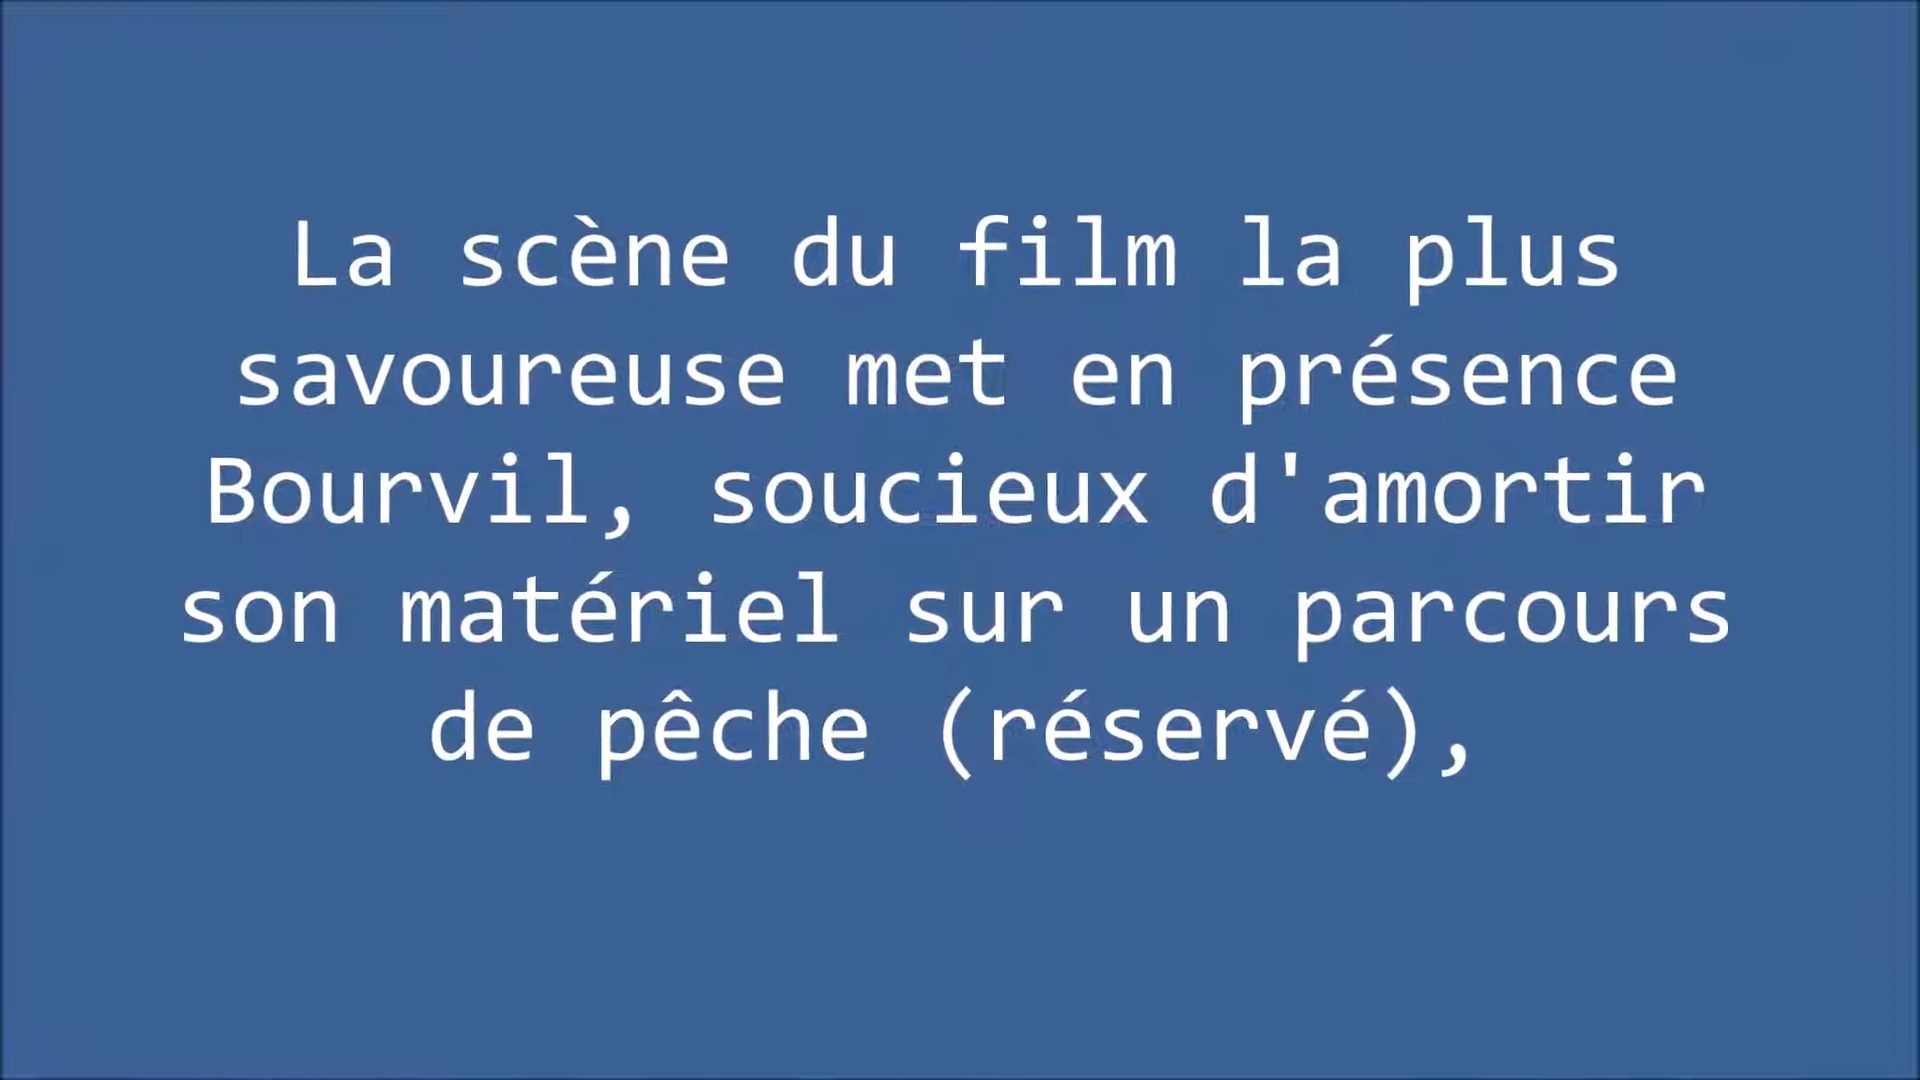 La scène du film la plus
savoureuse met en présence
Bourvil, soucieux d'amortir
son matériel sur un parcours
de pêche (réservé),